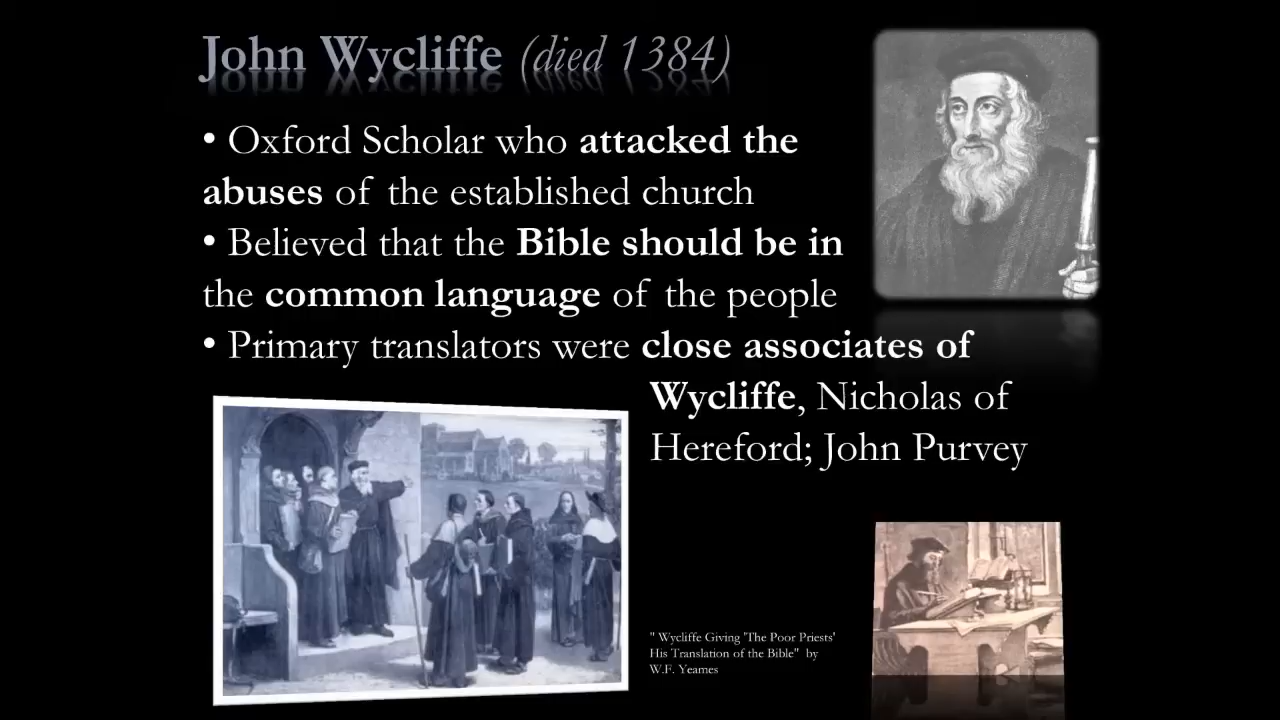 John Wycliffe (died 1384)
• Oxford Scholar who attacked the
abuses of the established church
• Believed that the Bible should be in
the common language of the people
• Primary translators were close associates of
Wycliffe, Nicholas of
Hereford; John Purvey
" Wycliffe Giving 'The Poor Priests'
His Translation of the Bible" by
W.F. Yeames